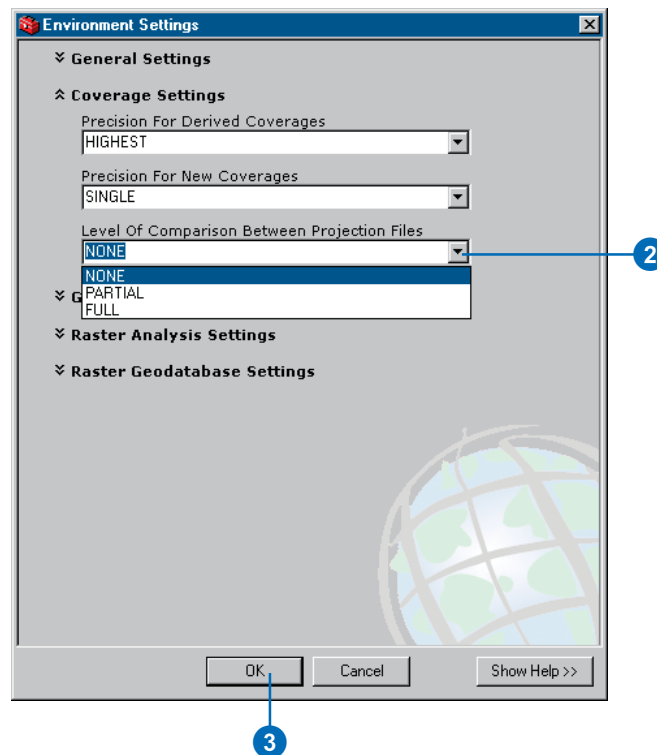 Environment Settings
General Settings
Coverage Settings
Precision For Derived Coverages
HIGHEST
Precision For New Coverages
SINGLE
Level Of Comparison Between Projection Files
NONE
2
NONE
G
PARTIAL
FULL
Raster Analysis Settings
Raster Geodatabase Settings
OK
Cancel
Show Help >>
3